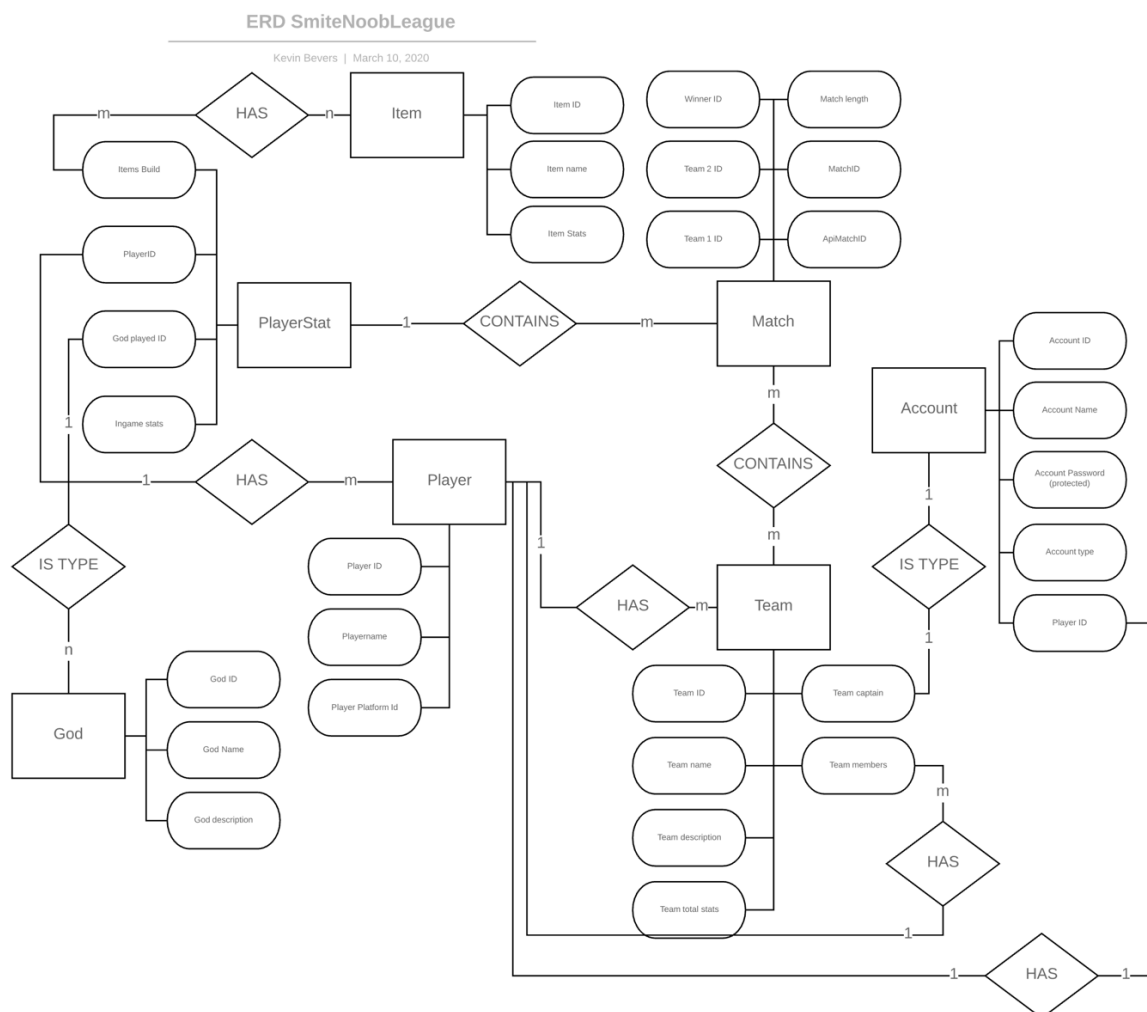 ERD SmiteNoobLeague
Kevin Bevers | March 10, 2020
m
HAS
n
Item
Item ID
Item name
Item Stats
Winner ID
Match length
Team 2 ID
MatchID
Team 1 ID
ApiMatchID
Items Build
PlayerID
God played ID
Ingame stats
PlayerStat
1
CONTAINS
m
Match
m
CONTAINS
m
Account
Account ID
Account Name
Account Password
(protected)
Account type
Player ID
1
IS TYPE
1
1
IS TYPE
n
1
HAS
m
Player
Player ID
Playername
Player Platform Id
1
HAS
m
Team
Team ID
Team captain
Team name
Team members
Team description
Team total stats
God
God ID
God Name
God description
m
HAS
1
1
HAS
1